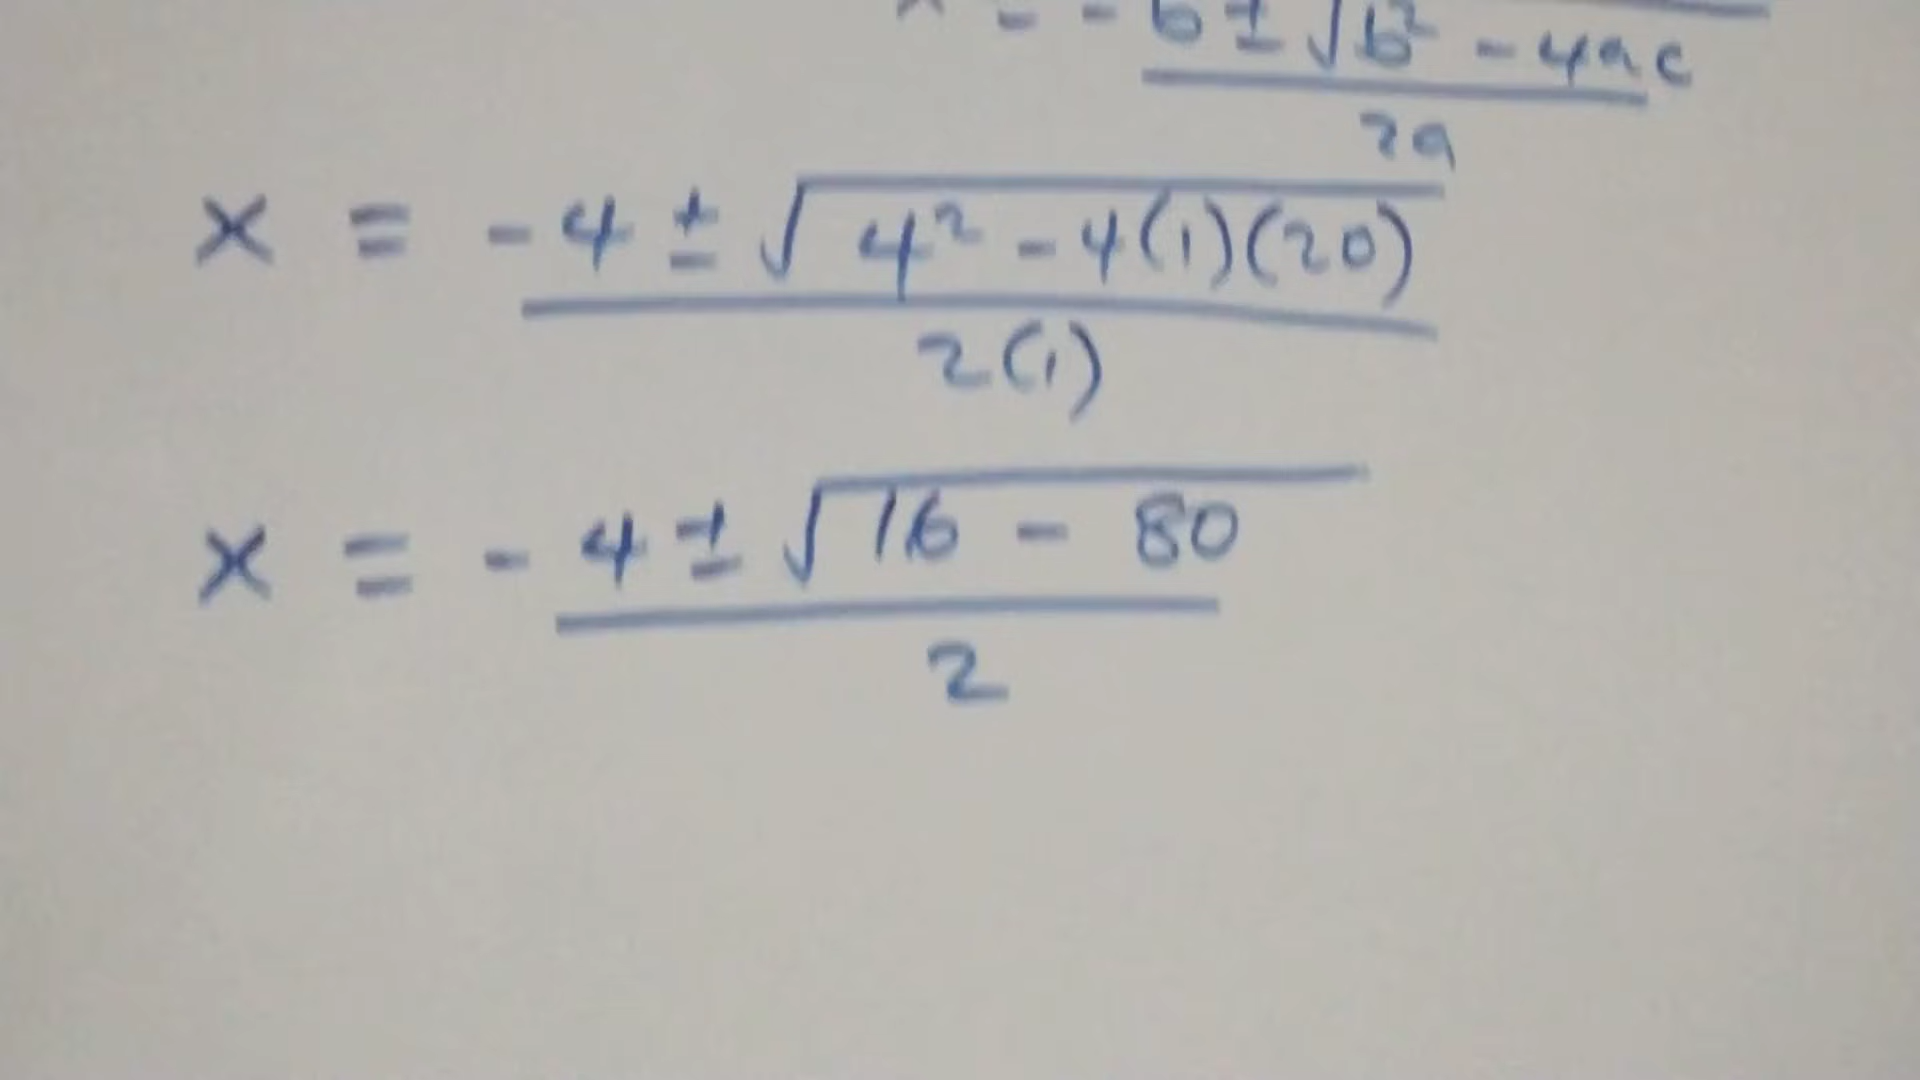 x = -b ± √b² - 4ac
2a
x = -4 ± √4² - 4(1)(20)
2(1)
x = -4 ± √16 - 80
2